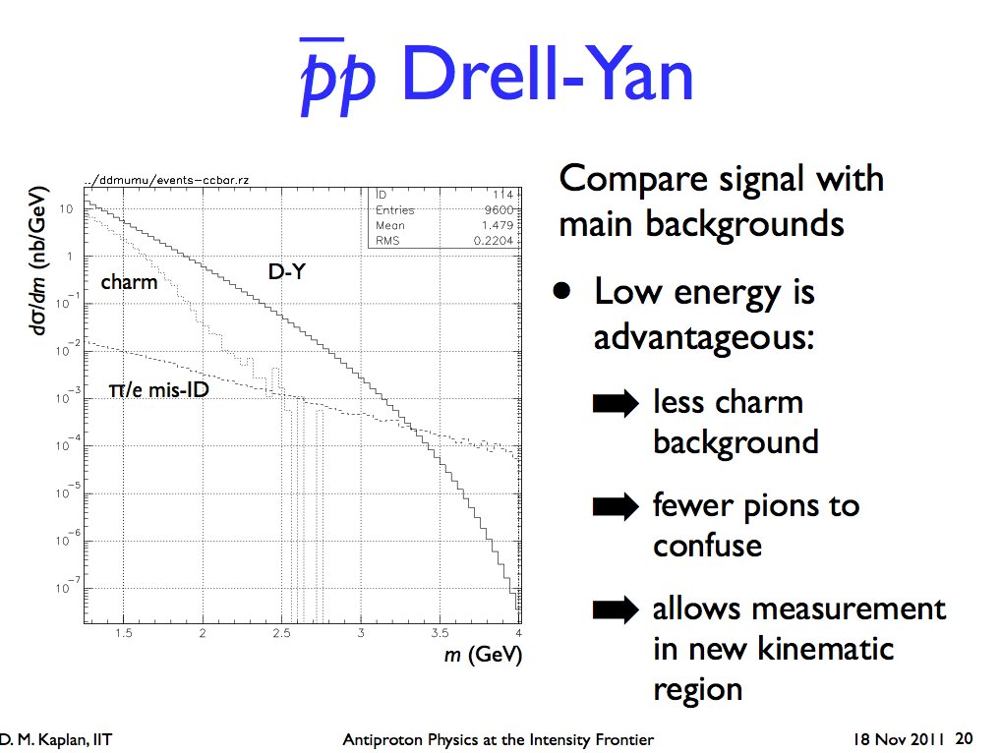 p̅p Drell-Yan
../ddmumu/events-ccbar.rz
ID 114
Entries 9600
Mean 1.479
RMS 0.2204
dσ/dm (nb/GeV)
10
1
10⁻¹
10⁻²
10⁻³
10⁻⁴
10⁻⁵
10⁻⁶
10⁻⁷
D-Y
charm
π/e mis-ID
1.5 2 2.5 3 3.5 4
m (GeV)
Compare signal with
main backgrounds
• Low energy is
advantageous:
➡ less charm
background
➡ fewer pions to
confuse
➡ allows measurement
in new kinematic
region
D. M. Kaplan, IIT Antiproton Physics at the Intensity Frontier 18 Nov 2011 20